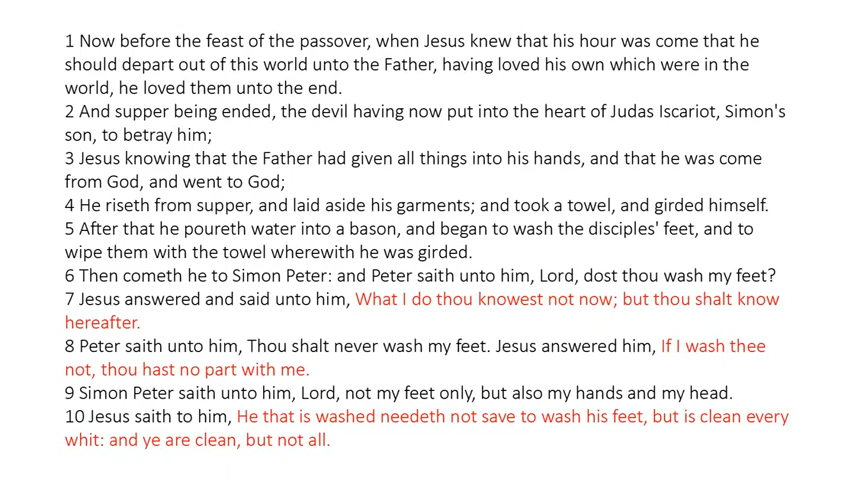 1 Now before the feast of the passover, when Jesus knew that his hour was come that he
should depart out of this world unto the Father, having loved his own which were in the
world, he loved them unto the end.
2 And supper being ended, the devil having now put into the heart of Judas Iscariot, Simon's
son, to betray him;
3 Jesus knowing that the Father had given all things into his hands, and that he was come
from God, and went to God;
4 He riseth from supper, and laid aside his garments; and took a towel, and girded himself.
5 After that he poureth water into a bason, and began to wash the disciples' feet, and to
wipe them with the towel wherewith he was girded.
6 Then cometh he to Simon Peter: and Peter saith unto him, Lord, dost thou wash my feet?
7 Jesus answered and said unto him, What I do thou knowest not now; but thou shalt know
hereafter.
8 Peter saith unto him, Thou shalt never wash my feet. Jesus answered him, If I wash thee
not, thou hast no part with me.
9 Simon Peter saith unto him, Lord, not my feet only, but also my hands and my head.
10 Jesus saith to him, He that is washed needeth not save to wash his feet, but is clean every
whit: and ye are clean, but not all.